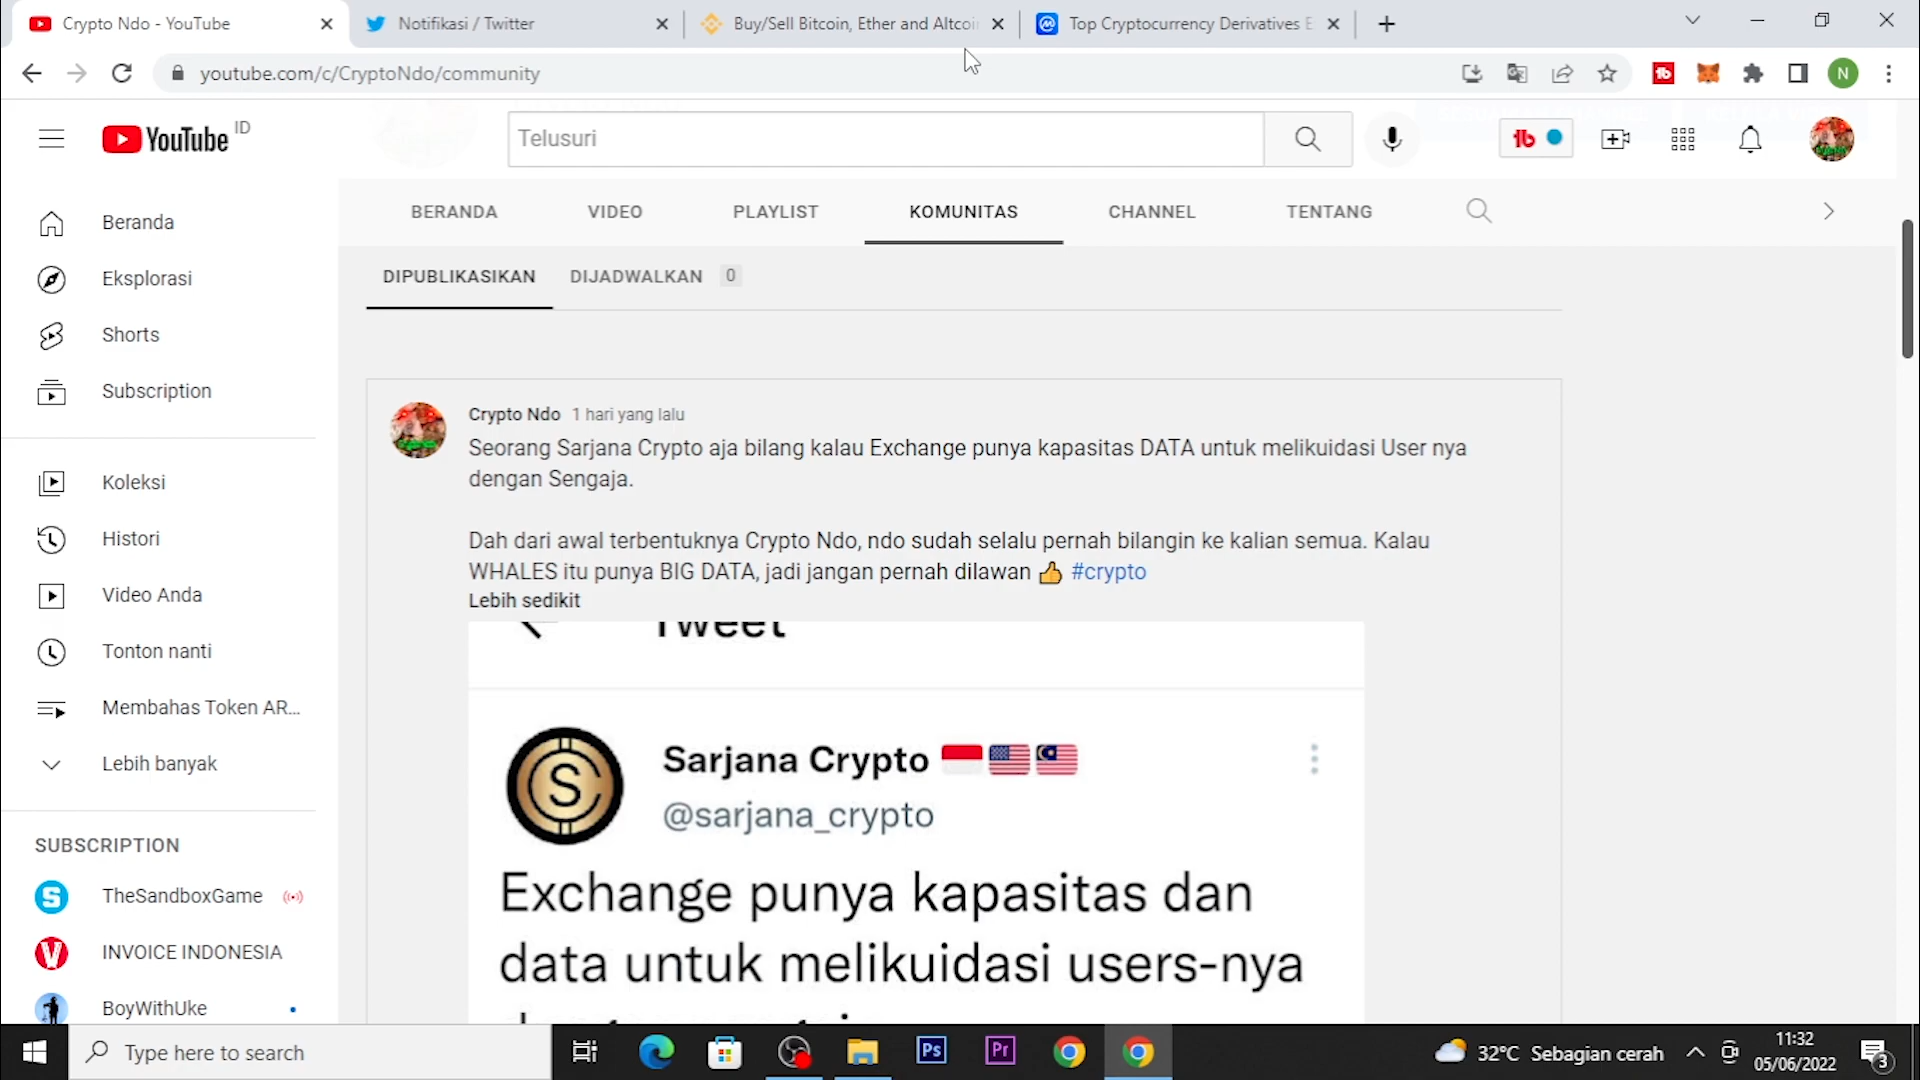 Crypto Ndo - YouTube
Notifikasi / Twitter
Buy/Sell Bitcoin, Ether and Altcoi
Top Cryptocurrency Derivatives E
youtube.com/c/CryptoNdo/community
N
YouTube ID
Telusuri
BERANDA VIDEO PLAYLIST KOMUNITAS CHANNEL TENTANG
DIPUBLIKASIKAN DIJADWALKAN 0
Beranda
Eksplorasi
Shorts
Subscription
Koleksi
Histori
Video Anda
Tonton nanti
Membahas Token AR...
Lebih banyak
SUBSCRIPTION
TheSandboxGame
INVOICE INDONESIA
BoyWithUke
Crypto Ndo 1 hari yang lalu
Seorang Sarjana Crypto aja bilang kalau Exchange punya kapasitas DATA untuk melikuidasi User nya
dengan Sengaja.
Dah dari awal terbentuknya Crypto Ndo, ndo sudah selalu pernah bilangin ke kalian semua. Kalau
WHALES itu punya BIG DATA, jadi jangan pernah dilawan 👍 #crypto
Lebih sedikit
Tweet
Sarjana Crypto 🇮🇩🇺🇸🇲🇾
@sarjana_crypto
Exchange punya kapasitas dan
data untuk melikuidasi users-nya
Type here to search
Ps
Pr
32°C Sebagian cerah
11:32
05/06/2022
3